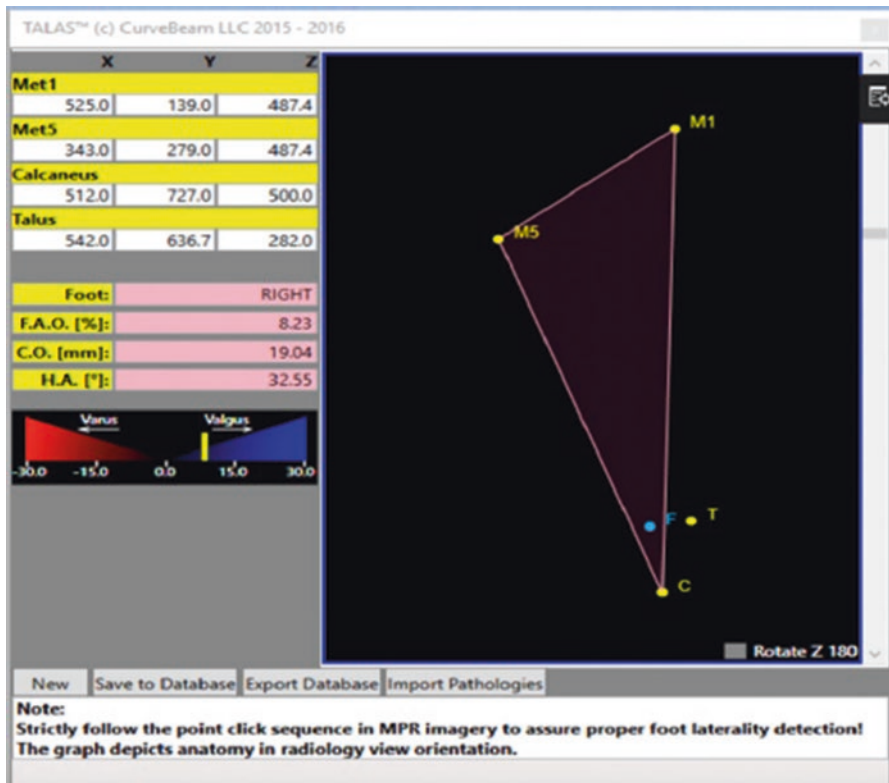 TALAS™ (c) CurveBeam LLC 2015 - 2016
X Y Z
Met1
525.0 139.0 487.4
Met5
343.0 279.0 487.4
Calcaneus
512.0 727.0 500.0
Talus
542.0 636.7 282.0
Foot: RIGHT
F.A.O. [%]: 8.23
C.O. [mm]: 19.04
H.A. [°]: 32.55
Varus Valgus
-30.0 -15.0 0.0 15.0 30.0
M1
M5
F T
C
Rotate Z 180
New Save to Database Export Database Import Pathologies
Note:
Strictly follow the point click sequence in MPR imagery to assure proper foot laterality detection!
The graph depicts anatomy in radiology view orientation.